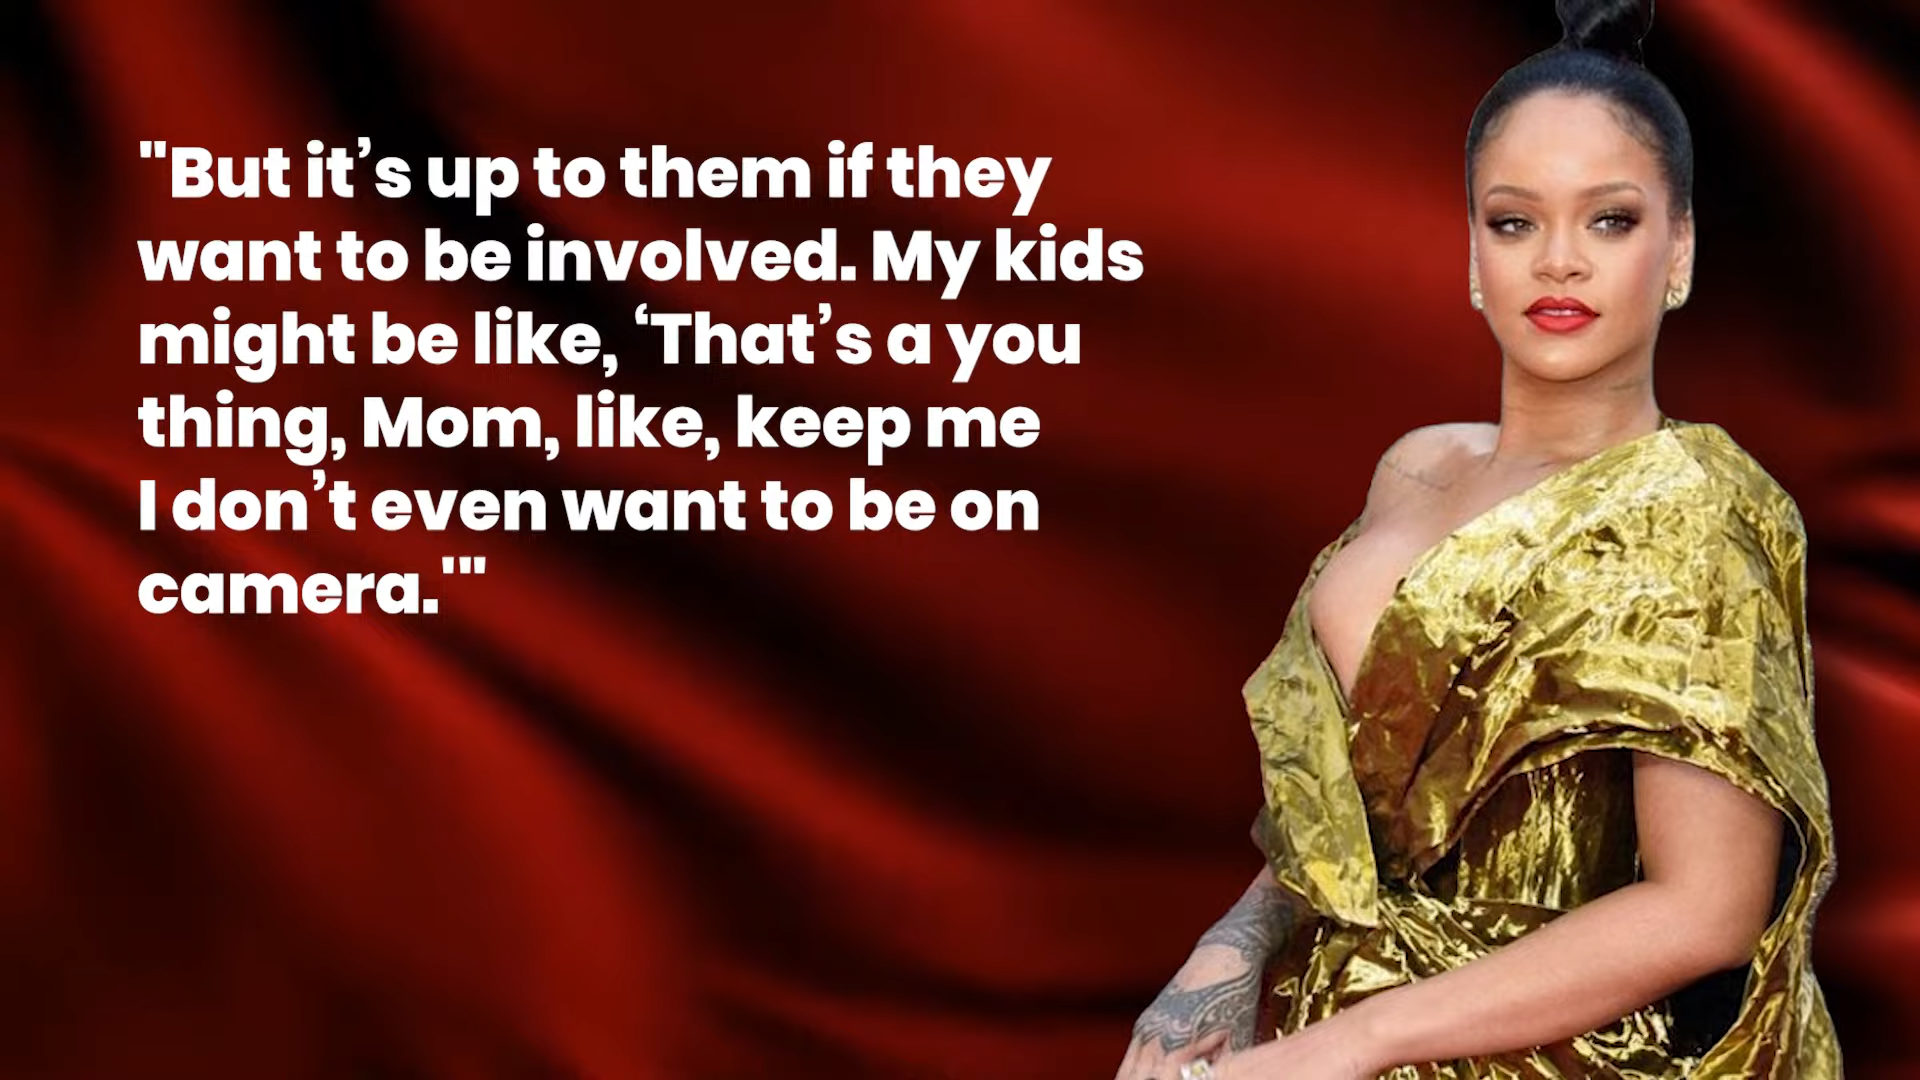 "But it’s up to them if they
want to be involved. My kids
might be like, ‘That’s a you
thing, Mom, like, keep me
I don’t even want to be on
camera.'"